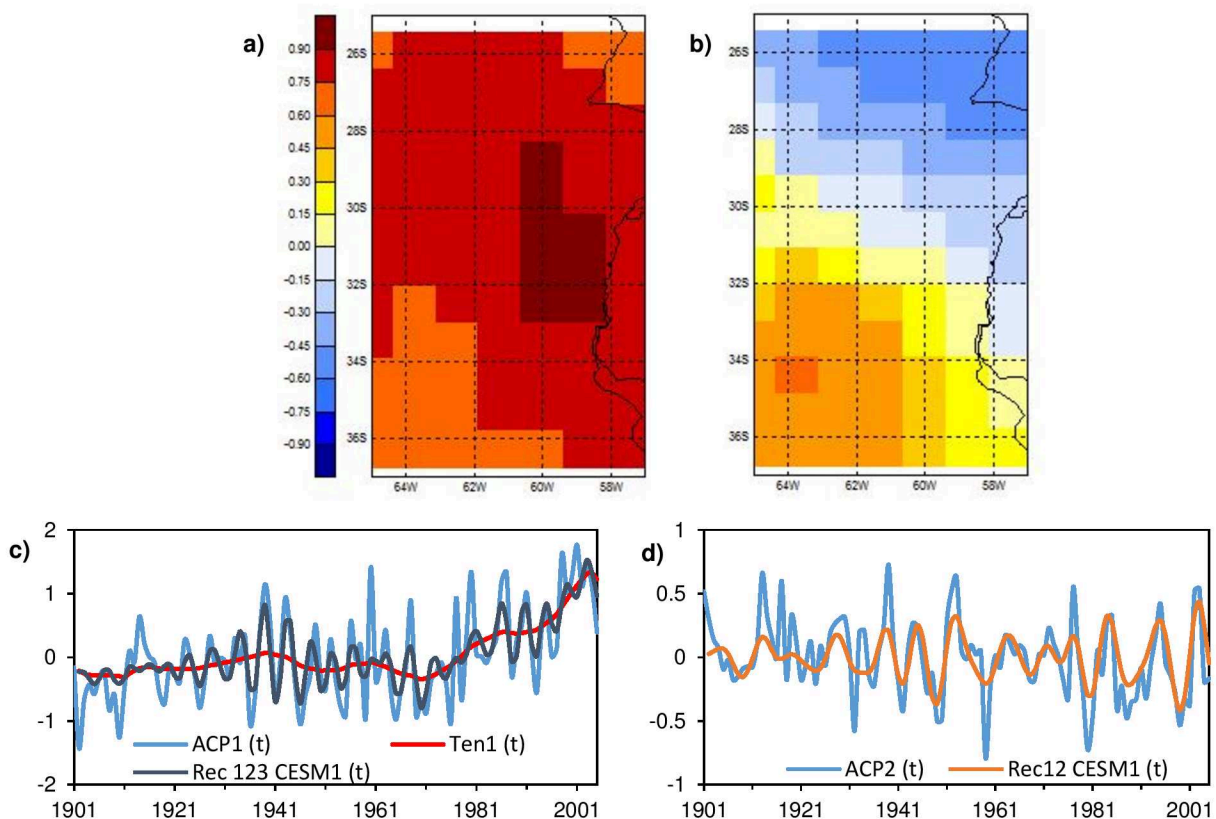 a)
b)
0.90
0.75
0.60
0.45
0.30
0.15
0.00
-0.15
-0.30
-0.45
-0.60
-0.75
-0.90
26S
28S
30S
32S
34S
36S
64W
62W
60W
58W
26S
28S
30S
32S
34S
36S
64W
62W
60W
58W
c)
2
1
0
-1
-2
ACP1 (t)
Ten1 (t)
Rec 123 CESM1 (t)
1901
1921
1941
1961
1981
2001
d)
1
0.5
0
-0.5
-1
ACP2 (t)
Rec12 CESM1 (t)
1901
1921
1941
1961
1981
2001